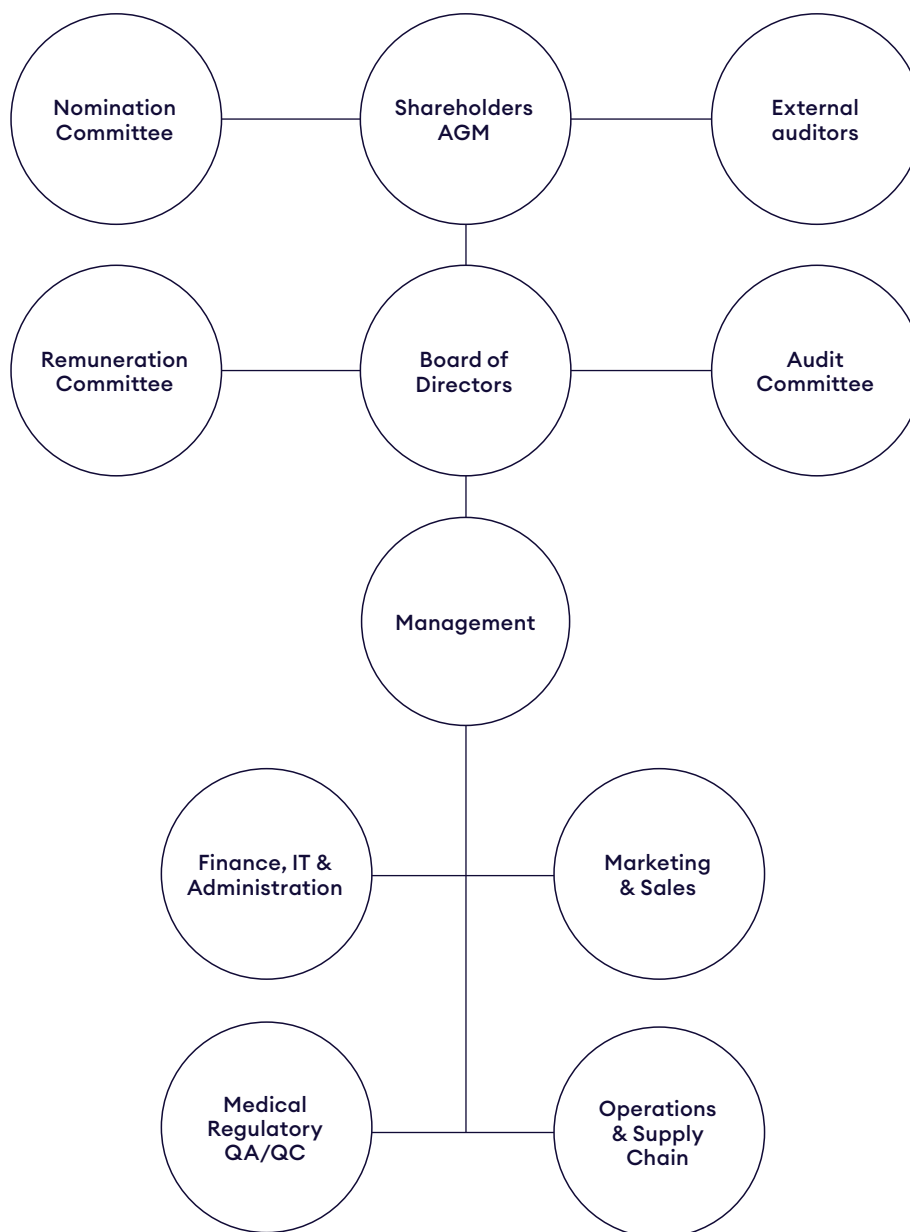 Nomination
Committee
Shareholders
AGM
External
auditors
Remuneration
Committee
Board of
Directors
Audit
Committee
Management
Finance, IT &
Administration
Marketing
& Sales
Medical
Regulatory
QA/QC
Operations
& Supply
Chain